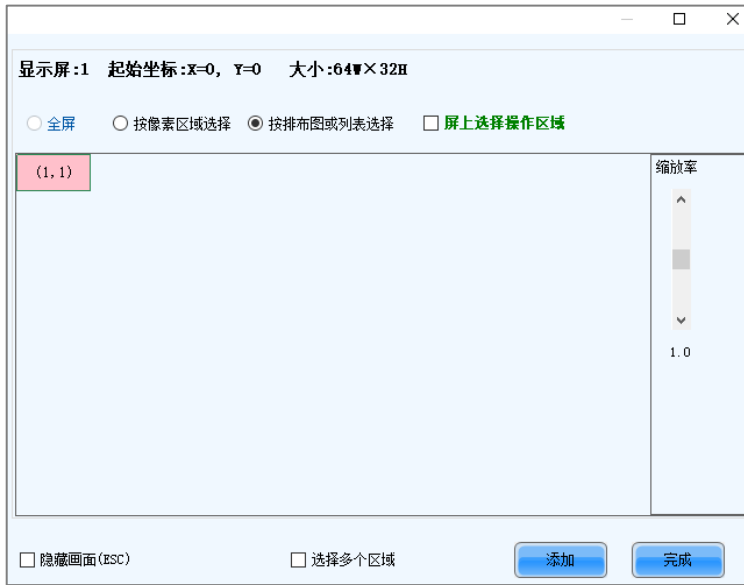 显示屏:1 起始坐标:X=0, Y=0 大小:64W×32H
全屏 按像素区域选择 按排布图或列表选择 屏上选择操作区域
(1,1)
缩放率
1.0
隐藏画面(ESC) 选择多个区域 添加 完成